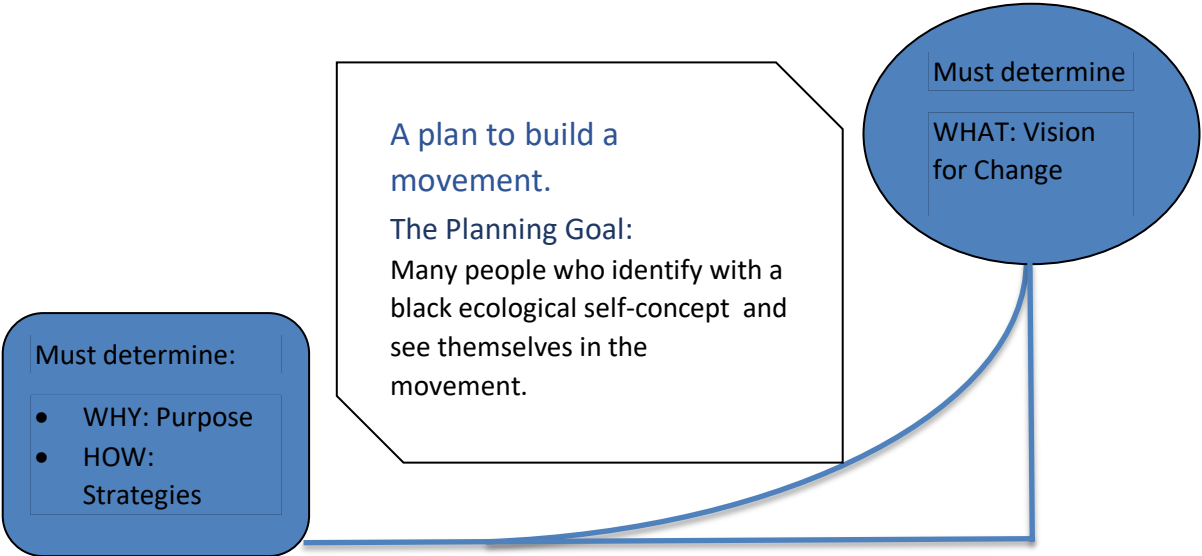 Must determine
WHAT: Vision
for Change
A plan to build a
movement.
The Planning Goal:
Many people who identify with a
black ecological self-concept  and
see themselves in the
movement.
Must determine:
• WHY: Purpose
• HOW:
Strategies